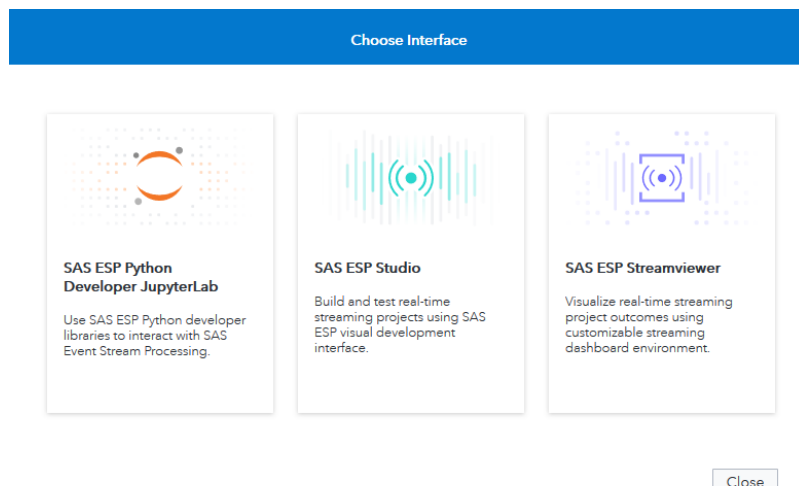 Choose Interface
SAS ESP Python
Developer JupyterLab
Use SAS ESP Python developer
libraries to interact with SAS
Event Stream Processing.
SAS ESP Studio
Build and test real-time
streaming projects using SAS
ESP visual development
interface.
SAS ESP Streamviewer
Visualize real-time streaming
project outcomes using
customizable streaming
dashboard environment.
Close